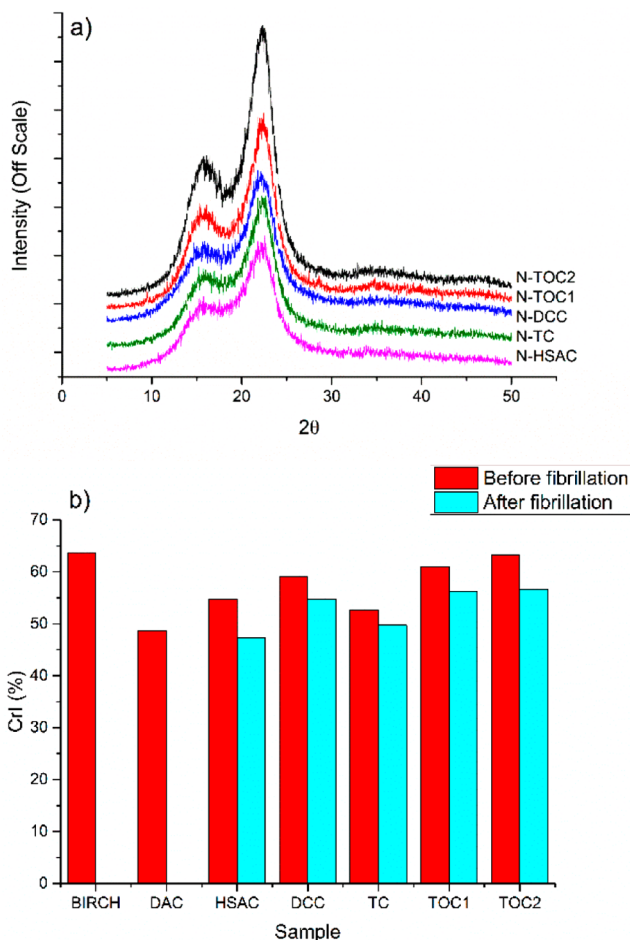 a)
Intensity (Off Scale)
N-TOC2
N-TOC1
N-DCC
N-TC
N-HSAC
0 10 20 30 40 50
2θ
b)
Before fibrillation
After fibrillation
70
60
50
40
30
20
10
0
CrI (%)
BIRCH DAC HSAC DCC TC TOC1 TOC2
Sample